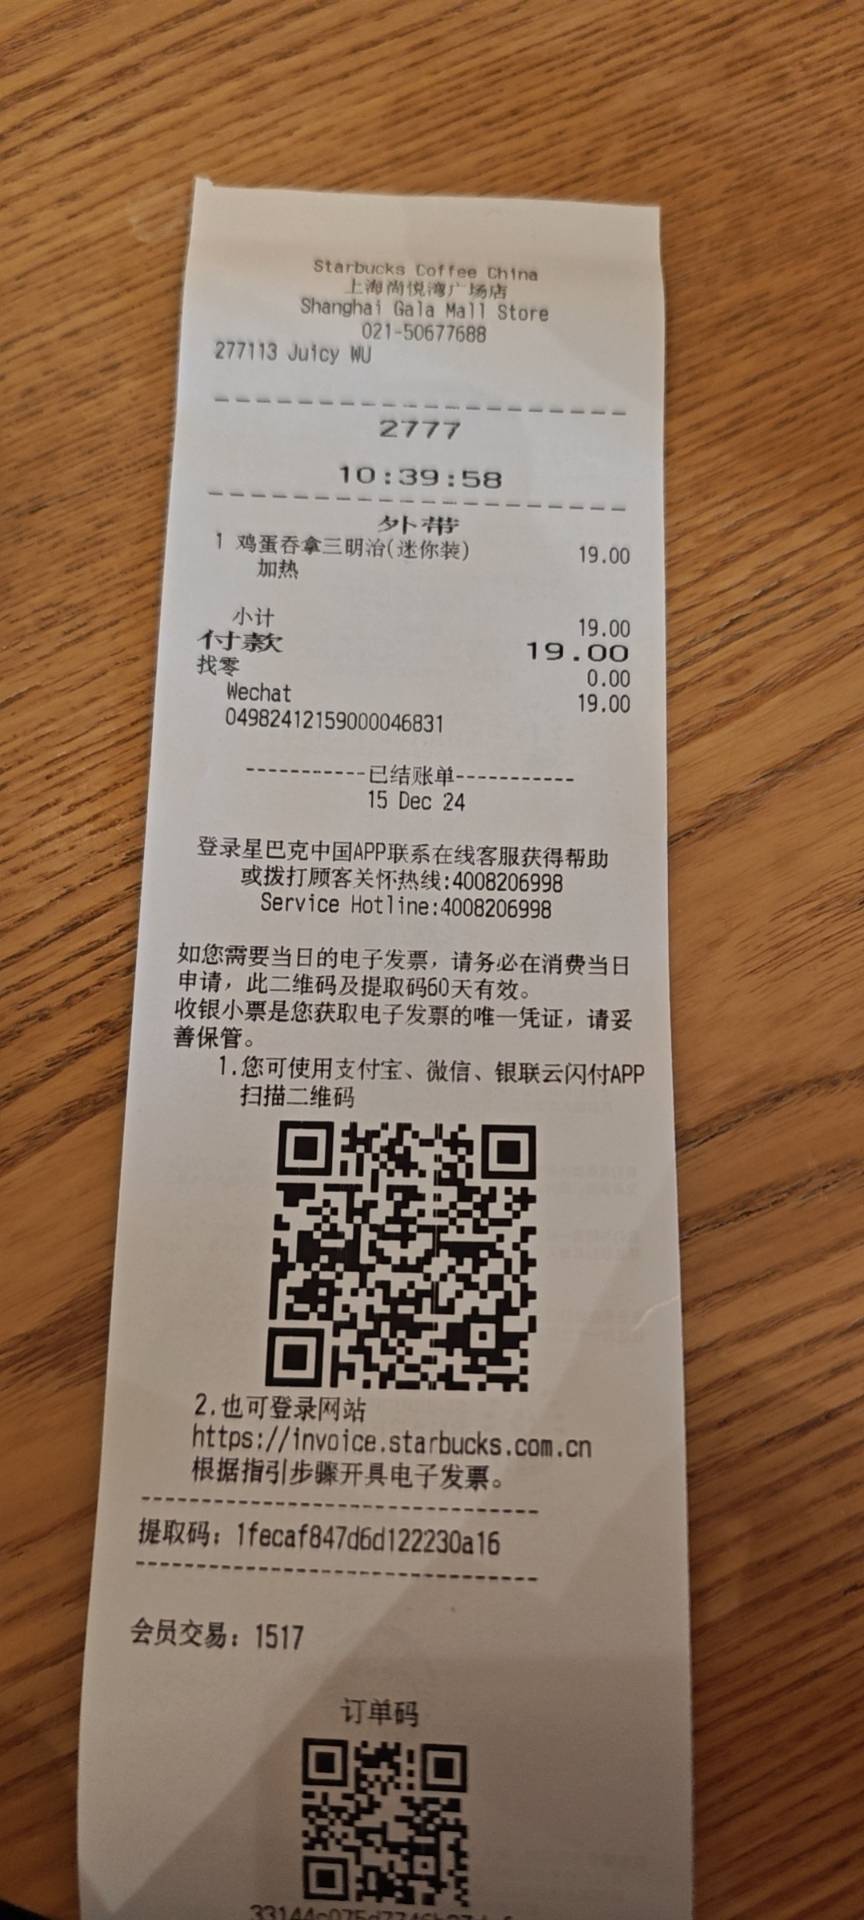 Starbucks Coffee China
上海尚悦湾广场店
Shanghai Gala Mall Store
021-50677688
277113 Juicy WU
2777
10:39:58
外带
1 鸡蛋吞拿三明治(迷你装) 19.00
加热
小计 19.00
付款 19.00
找零 0.00
Wechat 19.00
04982412159000046831
-----------已结账单-----------
15 Dec 24
登录星巴克中国APP联系在线客服获得帮助
或拨打顾客关怀热线:4008206998
Service Hotline:4008206998
如您需要当日的电子发票，请务必在消费当日
申请，此二维码及提取码60天有效。
收银小票是您获取电子发票的唯一凭证，请妥
善保管。
1.您可使用支付宝、微信、银联云闪付APP
扫描二维码
2.也可登录网站
https://invoice.starbucks.com.cn
根据指引步骤开具电子发票。
提取码：1fecaf847d6d122230a16
会员交易：1517
订单码